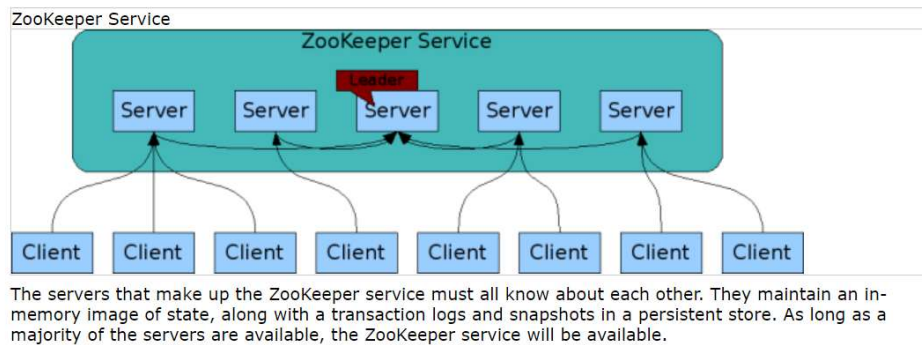 ZooKeeper Service
ZooKeeper Service
Leader
Server Server Server Server Server
Client Client Client Client Client Client Client Client
The servers that make up the ZooKeeper service must all know about each other. They maintain an in-
memory image of state, along with a transaction logs and snapshots in a persistent store. As long as a
majority of the servers are available, the ZooKeeper service will be available.